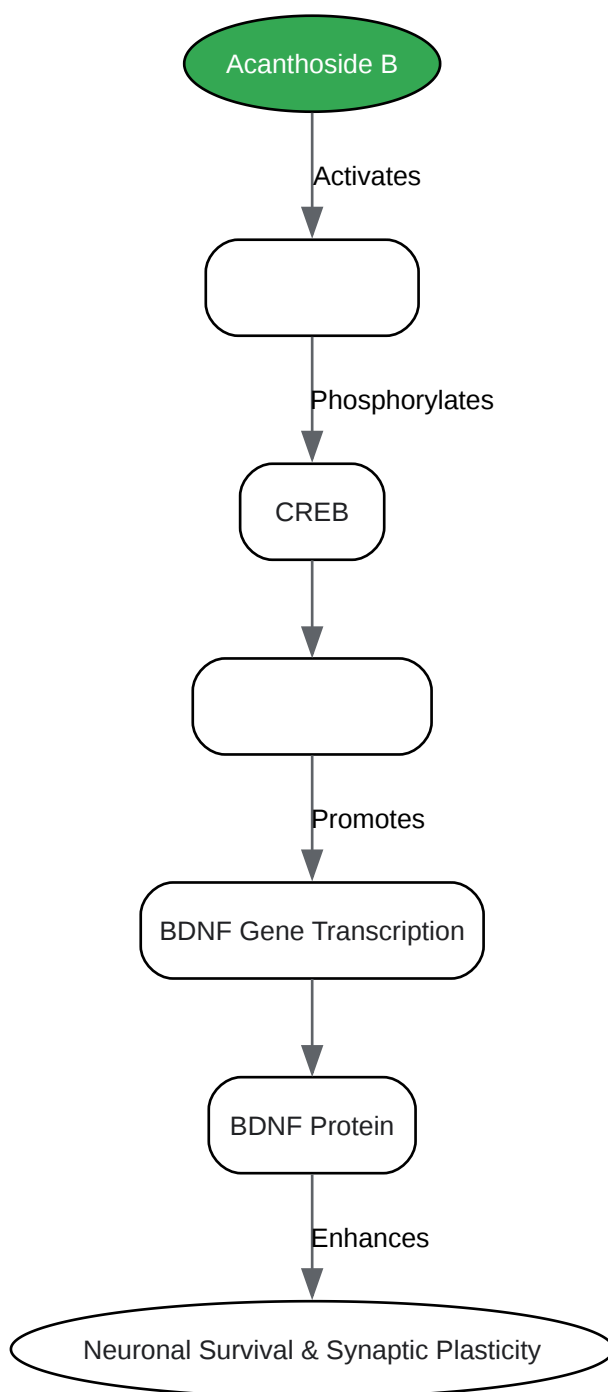 Acanthoside B
Activates
Phosphorylates
CREB
Promotes
BDNF Gene Transcription
BDNF Protein
Enhances
Neuronal Survival & Synaptic Plasticity